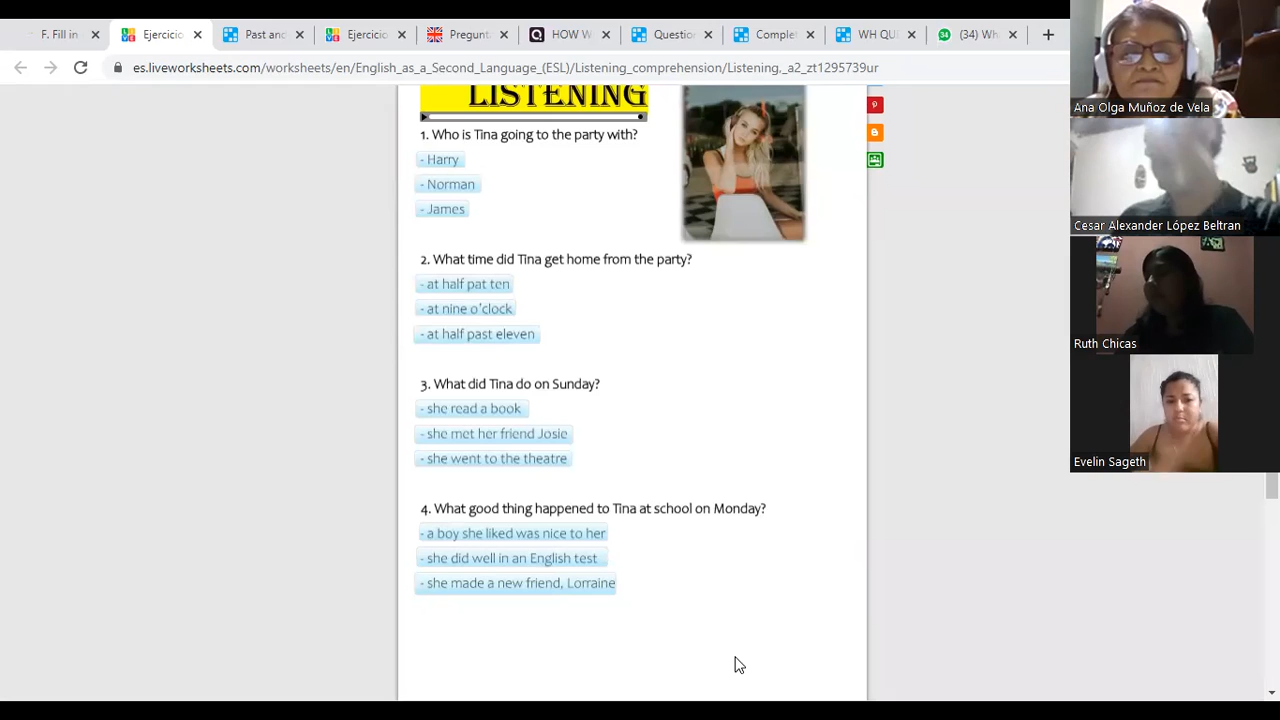 F. Fill in
Ejercicio
Past and
Ejercicio
Pregunt
HOW W
Questio
Complet
WH QUE
(34) Wh
es.liveworksheets.com/worksheets/en/English_as_a_Second_Language_(ESL)/Listening_comprehension/Listening,_a2_zt1295739ur
LISTENING
1. Who is Tina going to the party with?
- Harry
- Norman
- James
2. What time did Tina get home from the party?
- at half pat ten
- at nine o'clock
- at half past eleven
3. What did Tina do on Sunday?
- she read a book
- she met her friend Josie
- she went to the theatre
4. What good thing happened to Tina at school on Monday?
- a boy she liked was nice to her
- she did well in an English test
- she made a new friend, Lorraine
Ana Olga Muñoz de Vela
Cesar Alexander López Beltran
Ruth Chicas
Evelin Sageth